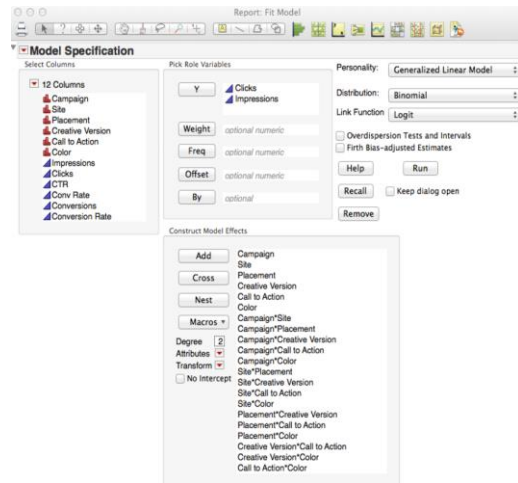 Report: Fit Model
Model Specification
Select Columns
12 Columns
Campaign
Site
Placement
Creative Version
Call to Action
Color
Impressions
Clicks
CTR
Conv Rate
Conversions
Conversion Rate
Pick Role Variables
Y
Clicks
Impressions
Weight optional numeric
Freq optional numeric
Offset optional numeric
By optional
Personality: Generalized Linear Model
Distribution: Binomial
Link Function Logit
Overdispersion Tests and Intervals
Firth Bias-adjusted Estimates
Help Run
Recall Keep dialog open
Remove
Construct Model Effects
Add
Cross
Nest
Macros
Degree 2
Attributes
Transform
No Intercept
Campaign
Site
Placement
Creative Version
Call to Action
Color
Campaign*Site
Campaign*Placement
Campaign*Creative Version
Campaign*Call to Action
Campaign*Color
Site*Placement
Site*Creative Version
Site*Call to Action
Site*Color
Placement*Creative Version
Placement*Call to Action
Placement*Color
Creative Version*Call to Action
Creative Version*Color
Call to Action*Color